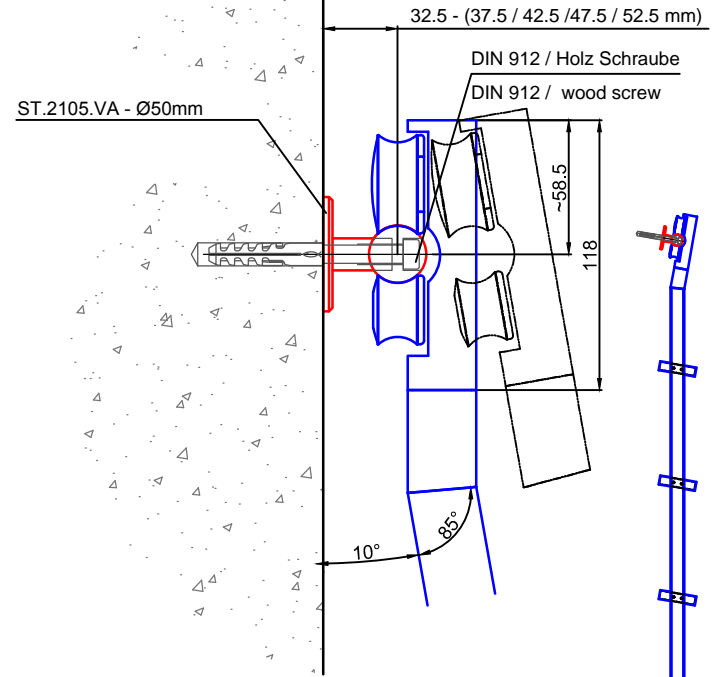 32.5 - (37.5 / 42.5 /47.5 / 52.5 mm)
DIN 912 / Holz Schraube
DIN 912 / wood screw
ST.2105.VA - Ø50mm
~58.5
118
10°
85°